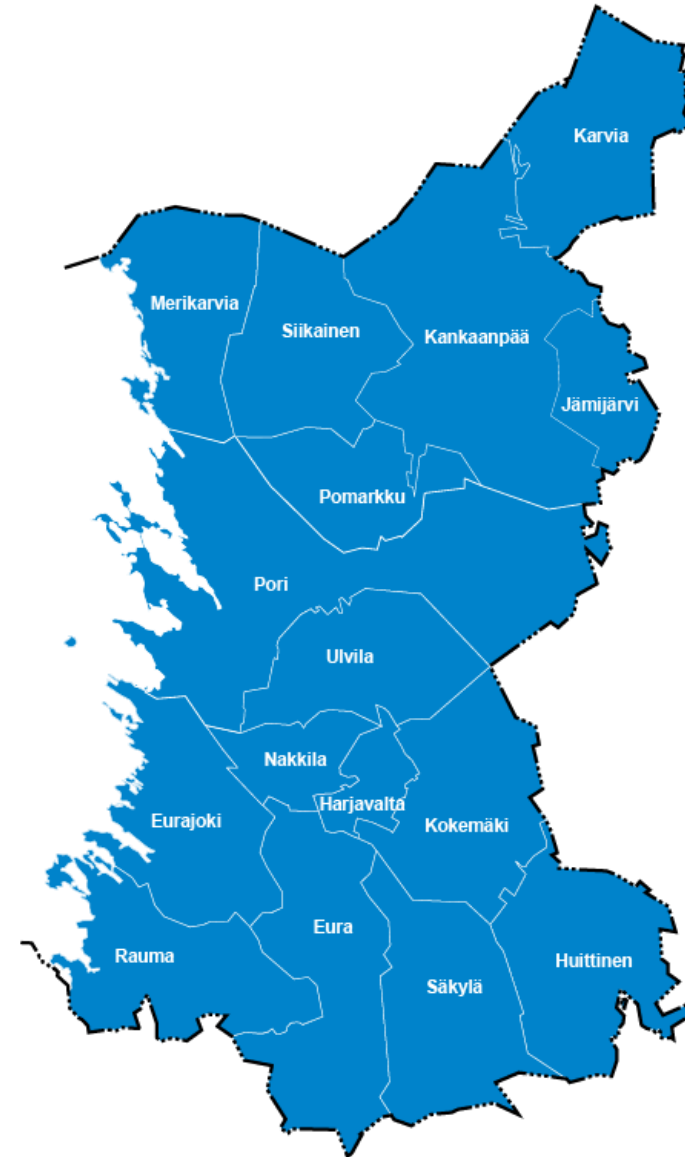 Karvia
Merikarvia
Siikainen
Kankaanpää
Jämijärvi
Pomarkku
Pori
Ulvila
Nakkila
Harjavalta
Eurajoki
Kokemäki
Eura
Rauma
Huittinen
Säkylä